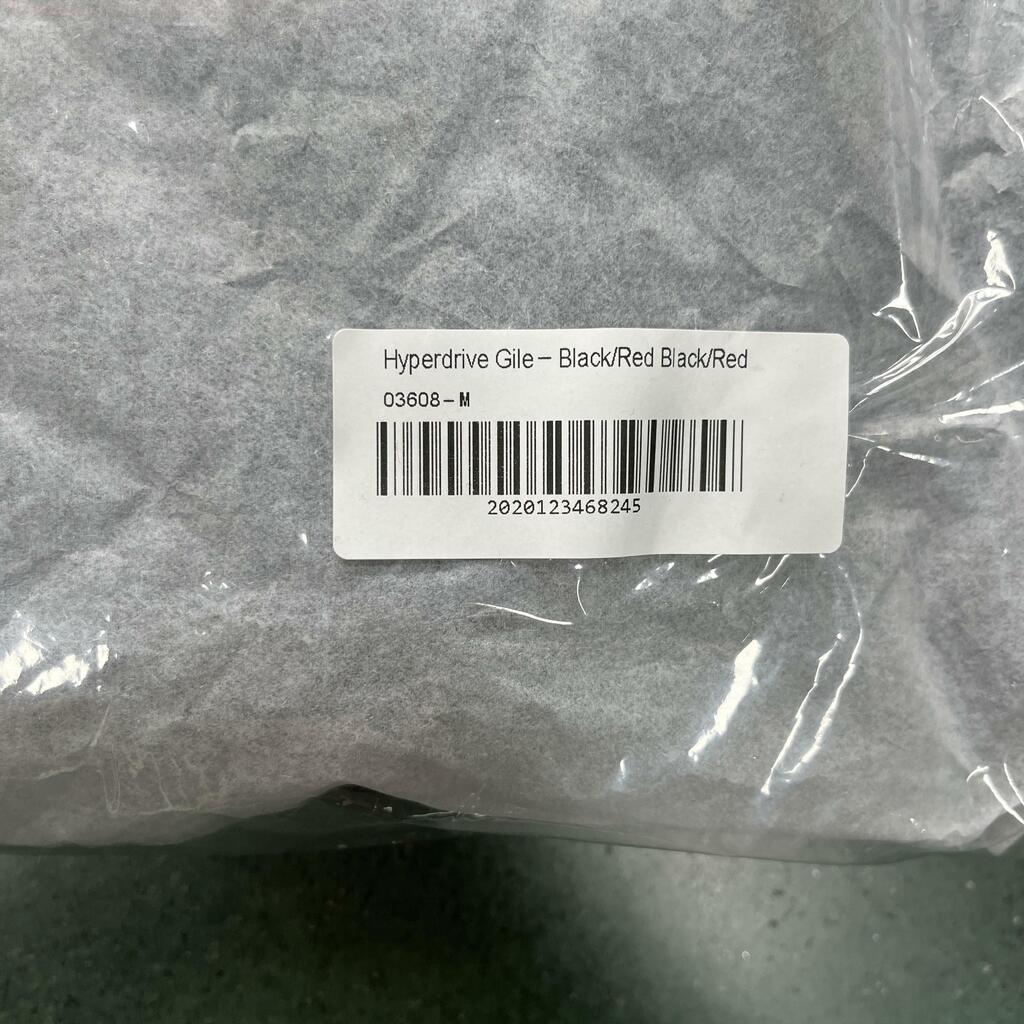 Hyperdrive Gile – Black/Red Black/Red
03608-M
2020123468245